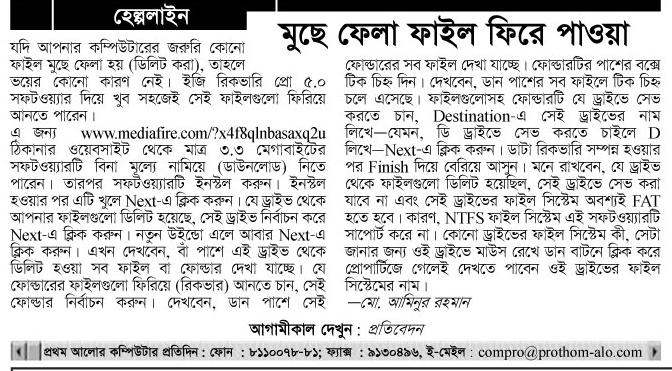 হেল্পলাইন
মুছে ফেলা ফাইল ফিরে পাওয়া
যদি আপনার কম্পিউটারের জরুরি কোনো
ফাইল মুছে ফেলা হয় (ডিলিট করা), তাহলে
ভয়ের কোনো কারণ নেই। ইজি রিকভারি প্রো ৫.০
সফটওয়্যার দিয়ে খুব সহজেই সেই ফাইলগুলো ফিরিয়ে
আনতে পারেন।
এ জন্য www.mediafire.com/?x4f8qlnbasaxq2u
ঠিকানার ওয়েবসাইট থেকে মাত্র ৩.৩ মেগাবাইটের
সফটওয়্যারটি বিনা মূল্যে নামিয়ে (ডাউনলোড) নিতে
পারেন। তারপর সফটওয়্যারটি ইনস্টল করুন। ইনস্টল
হওয়ার পর এটি খুলে Next-এ ক্লিক করুন। যে ড্রাইভ থেকে
আপনার ফাইলগুলো ডিলিট হয়েছে, সেই ড্রাইভ নির্বাচন করে
Next-এ ক্লিক করুন। নতুন উইন্ডো এলে আবার Next-এ
ক্লিক করুন। এখন দেখবেন, বাঁ পাশে এই ড্রাইভ থেকে
ডিলিট হওয়া সব ফাইল বা ফোল্ডার দেখা যাচ্ছে। যে
ফোল্ডারের ফাইলগুলো ফিরিয়ে (রিকভার) আনতে চান, সেই
ফোল্ডার নির্বাচন করুন। দেখবেন, ডান পাশে সেই
ফোল্ডারের সব ফাইল দেখা যাচ্ছে। ফোল্ডারটির পাশের বক্সে
টিক চিহ্ন দিন। দেখবেন, ডান পাশের সব ফাইলে টিক চিহ্ন
চলে এসেছে। ফাইলগুলোসহ ফোল্ডারটি যে ড্রাইভে সেভ
করতে চান, Destination-এ সেই ড্রাইভের নাম
লিখে—যেমন, ডি ড্রাইভে সেভ করতে চাইলে D
লিখে—Next-এ ক্লিক করুন। ডাটা রিকভারি সম্পন্ন হওয়ার
পর Finish দিয়ে বেরিয়ে আসুন। মনে রাখবেন, যে ড্রাইভ
থেকে ফাইলগুলো ডিলিট হয়েছিল, সেই ড্রাইভে সেভ করা
যাবে না এবং সেই ড্রাইভের ফাইল সিস্টেম অবশ্যই FAT
হতে হবে। কারণ, NTFS ফাইল সিস্টেম এই সফটওয়্যারটি
সাপোর্ট করে না। কোনো ড্রাইভের ফাইল সিস্টেম কী, সেটা
জানার জন্য ওই ড্রাইভে মাউস রেখে ডান বাটনে ক্লিক করে
প্রোপার্টিজে গেলেই দেখতে পাবেন ওই ড্রাইভের ফাইল
সিস্টেমের নাম।
—মো. আমিনুর রহমান
আগামীকাল দেখুন : প্রতিবেদন
প্রথম আলোর কম্পিউটার প্রতিদিন : ফোন : ৮১১০০৭৮-৮১; ফ্যাক্স : ৯১৩০৪৯৬, ই-মেইল : compro@prothom-alo.com